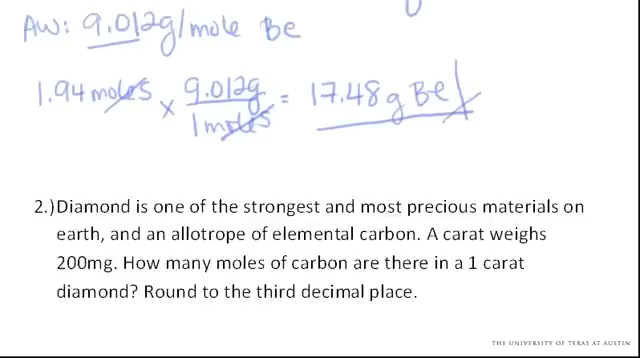 AW: 9.012g/mole Be
1.94 moles x 9.012g / 1 moles = 17.48 g Be
2.) Diamond is one of the strongest and most precious materials on
earth, and an allotrope of elemental carbon. A carat weighs
200mg. How many moles of carbon are there in a 1 carat
diamond? Round to the third decimal place.
THE UNIVERSITY OF TEXAS AT AUSTIN